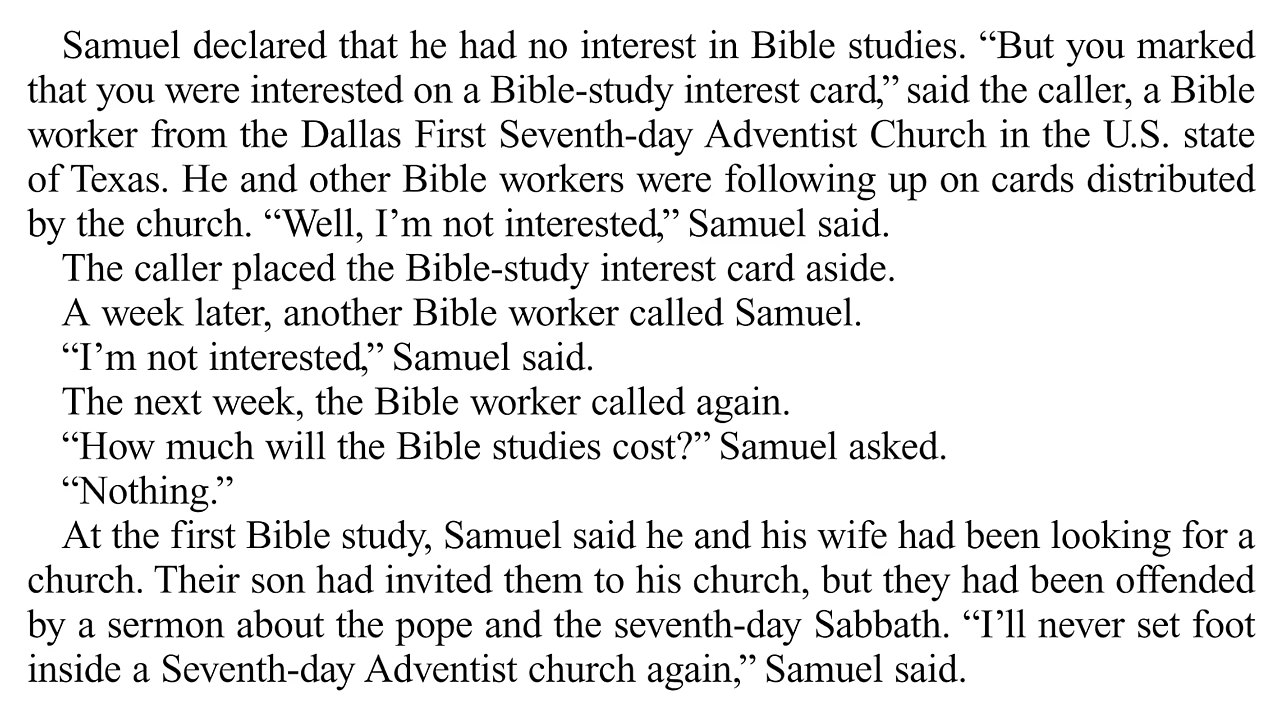 Samuel declared that he had no interest in Bible studies. “But you marked
that you were interested on a Bible-study interest card,” said the caller, a Bible
worker from the Dallas First Seventh-day Adventist Church in the U.S. state
of Texas. He and other Bible workers were following up on cards distributed
by the church. “Well, I’m not interested,” Samuel said.
The caller placed the Bible-study interest card aside.
A week later, another Bible worker called Samuel.
“I’m not interested,” Samuel said.
The next week, the Bible worker called again.
“How much will the Bible studies cost?” Samuel asked.
“Nothing.”
At the first Bible study, Samuel said he and his wife had been looking for a
church. Their son had invited them to his church, but they had been offended
by a sermon about the pope and the seventh-day Sabbath. “I’ll never set foot
inside a Seventh-day Adventist church again,” Samuel said.